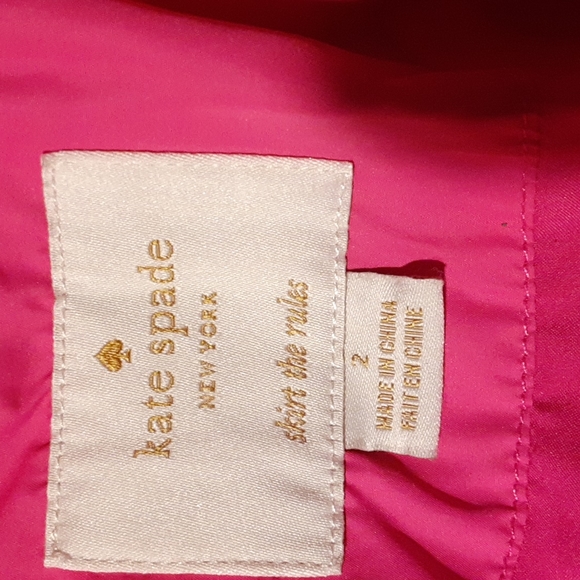 kate spade
NEW YORK
skirt the rules
2
MADE IN CHINA
FAIT EN CHINE